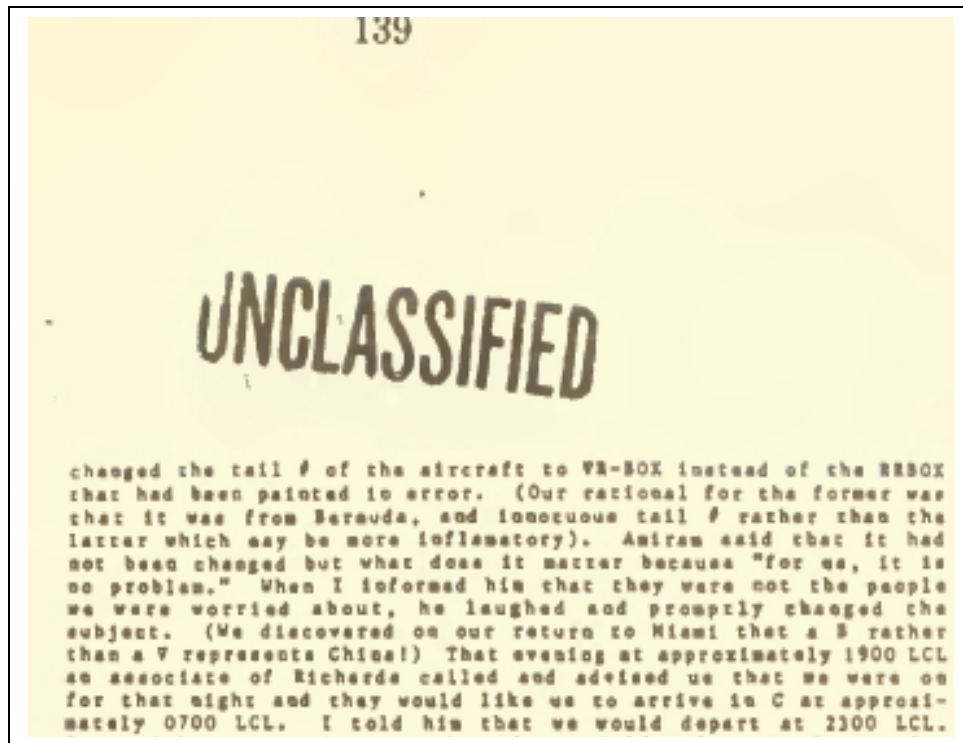 139
UNCLASSIFIED
changed the tail # of the aircraft to VR-BOX instead of the BRBOX
that had been painted in error. (Our rational for the former was
that it was from Bermuda, and innocuous tail # rather than the
latter which may be more inflamatory). Amiram said that it had
not been changed but what does it matter because "for us, it is
no problem." When I informed him that they were not the people
we were worried about, he laughed and promptly changed the
subject. (We discovered on our return to Miami that a B rather
than a V represents China!) That evening at approximately 1900 LCL
an associate of Richards called and advised us that we were on
for that night and they would like us to arrive in C at approxi-
mately 0700 LCL. I told him that we would depart at 2300 LCL.